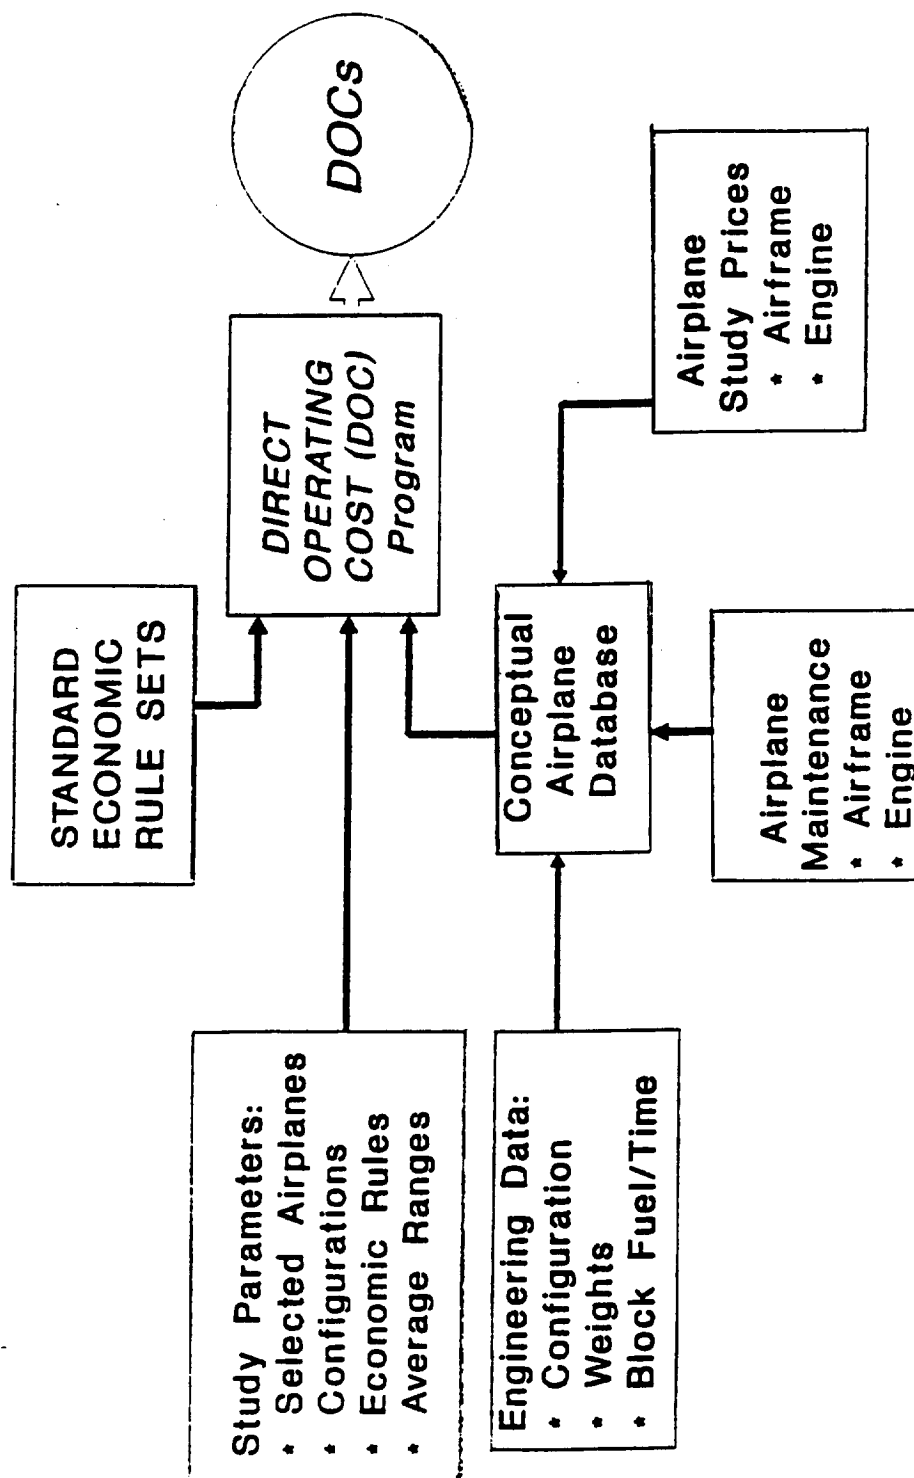 STANDARD
ECONOMIC
RULE SETS
Study Parameters:
* Selected Airplanes
* Configurations
* Economic Rules
* Average Ranges
DIRECT
OPERATING
COST (DOC)
Program
DOCs
Engineering Data:
* Configuration
* Weights
* Block Fuel/Time
Conceptual
Airplane
Database
Airplane
Study Prices
* Airframe
* Engine
Airplane
Maintenance
* Airframe
* Engine